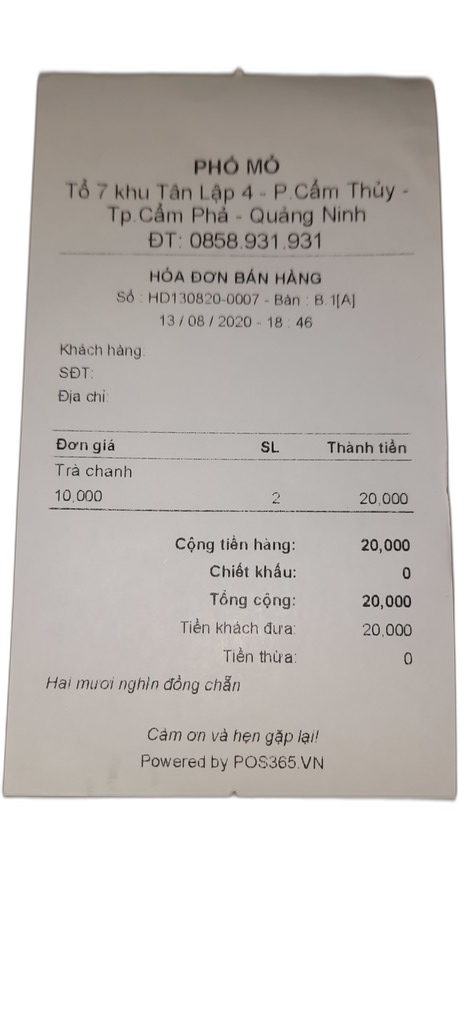 PHỐ MỎ
Tổ 7 khu Tân Lập 4 - P.Cẩm Thủy -
Tp.Cẩm Phả - Quảng Ninh
ĐT: 0858.931.931
HÓA ĐƠN BÁN HÀNG
Số : HD130820-0007 - Bàn : B.1[A]
13 / 08 / 2020 - 18 : 46
Khách hàng:
SĐT:
Địa chỉ:
Đơn giá SL Thành tiền
Trà chanh
10,000 2 20,000
Cộng tiền hàng: 20,000
Chiết khấu: 0
Tổng cộng: 20,000
Tiền khách đưa: 20,000
Tiền thừa: 0
Hai mươi nghìn đồng chẵn
Cảm ơn và hẹn gặp lại!
Powered by POS365.VN